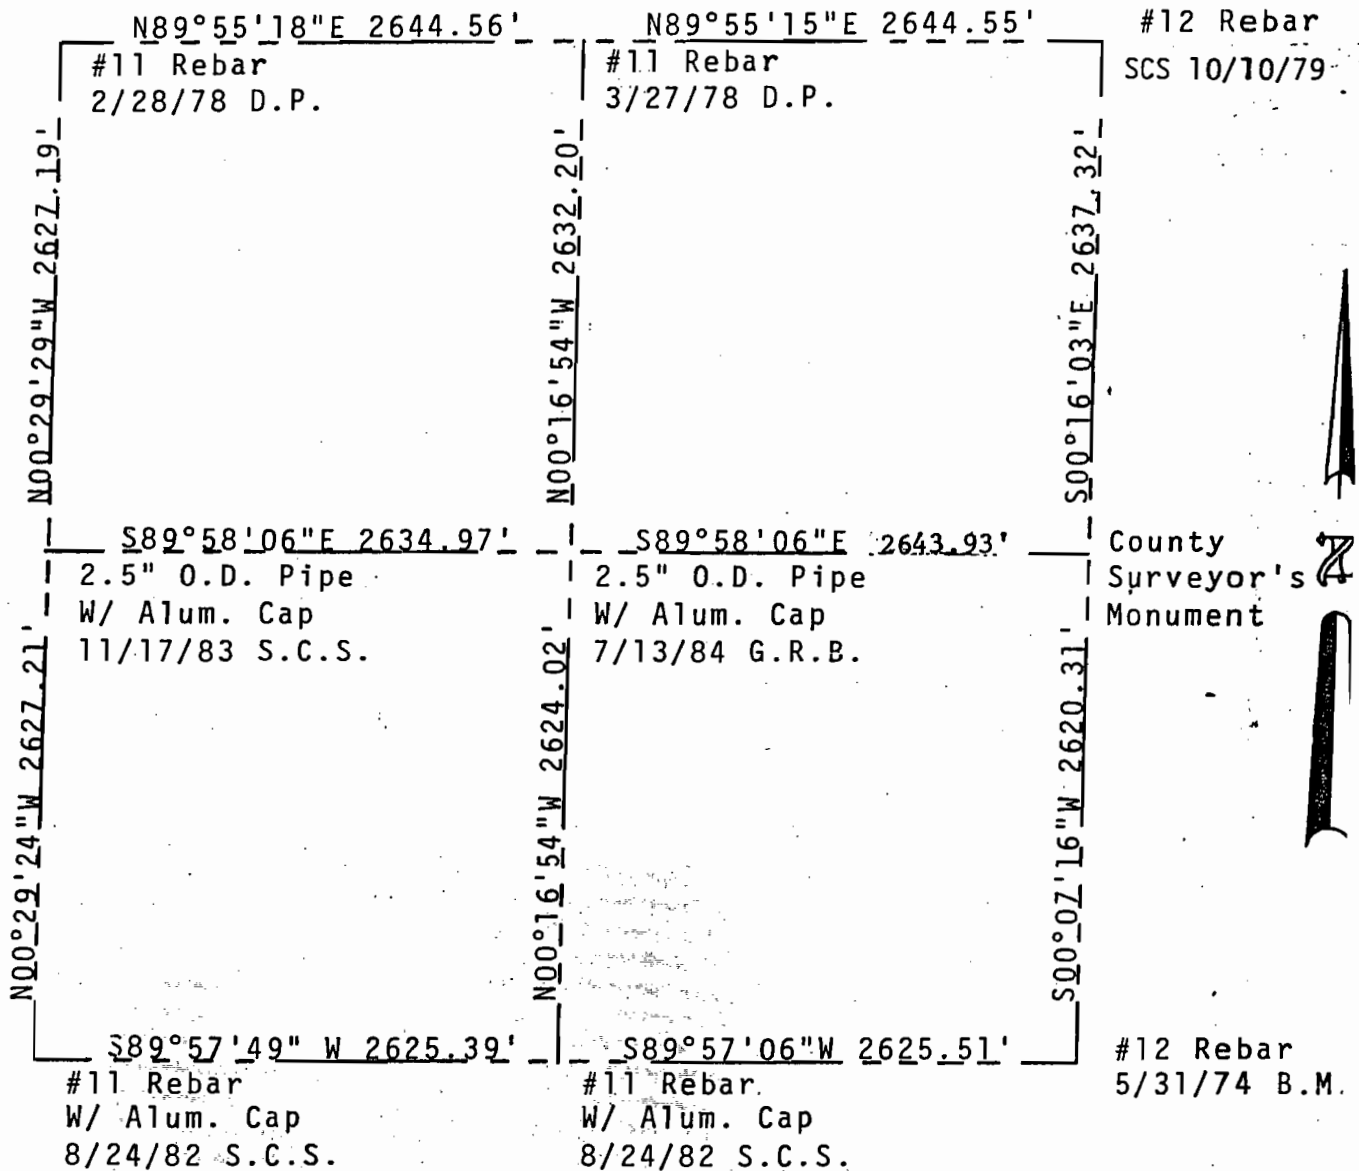 N89°55'18"E 2644.56'
N89°55'15"E 2644.55'
#12 Rebar
SCS 10/10/79
#11 Rebar
2/28/78 D.P.
#11 Rebar
3/27/78 D.P.
N00°29'29"W 2627.19'
N00°16'54"W 2632.20'
S00°16'03"E 2637.32'
S89°58'06"E 2634.97'
S89°58'06"E 2643.93'
County
Surveyor's
Monument
N
2.5" O.D. Pipe
W/ Alum. Cap
11/17/83 S.C.S.
2.5" O.D. Pipe
W/ Alum. Cap
7/13/84 G.R.B.
N00°29'24"W 2627.21'
N00°16'54"W 2624.02'
S00°07'16"W 2620.31'
S89°57'49" W 2625.39'
S89°57'06"W 2625.51'
#12 Rebar
5/31/74 B.M.
#11 Rebar
W/ Alum. Cap
8/24/82 S.C.S.
#11 Rebar
W/ Alum. Cap
8/24/82 S.C.S.